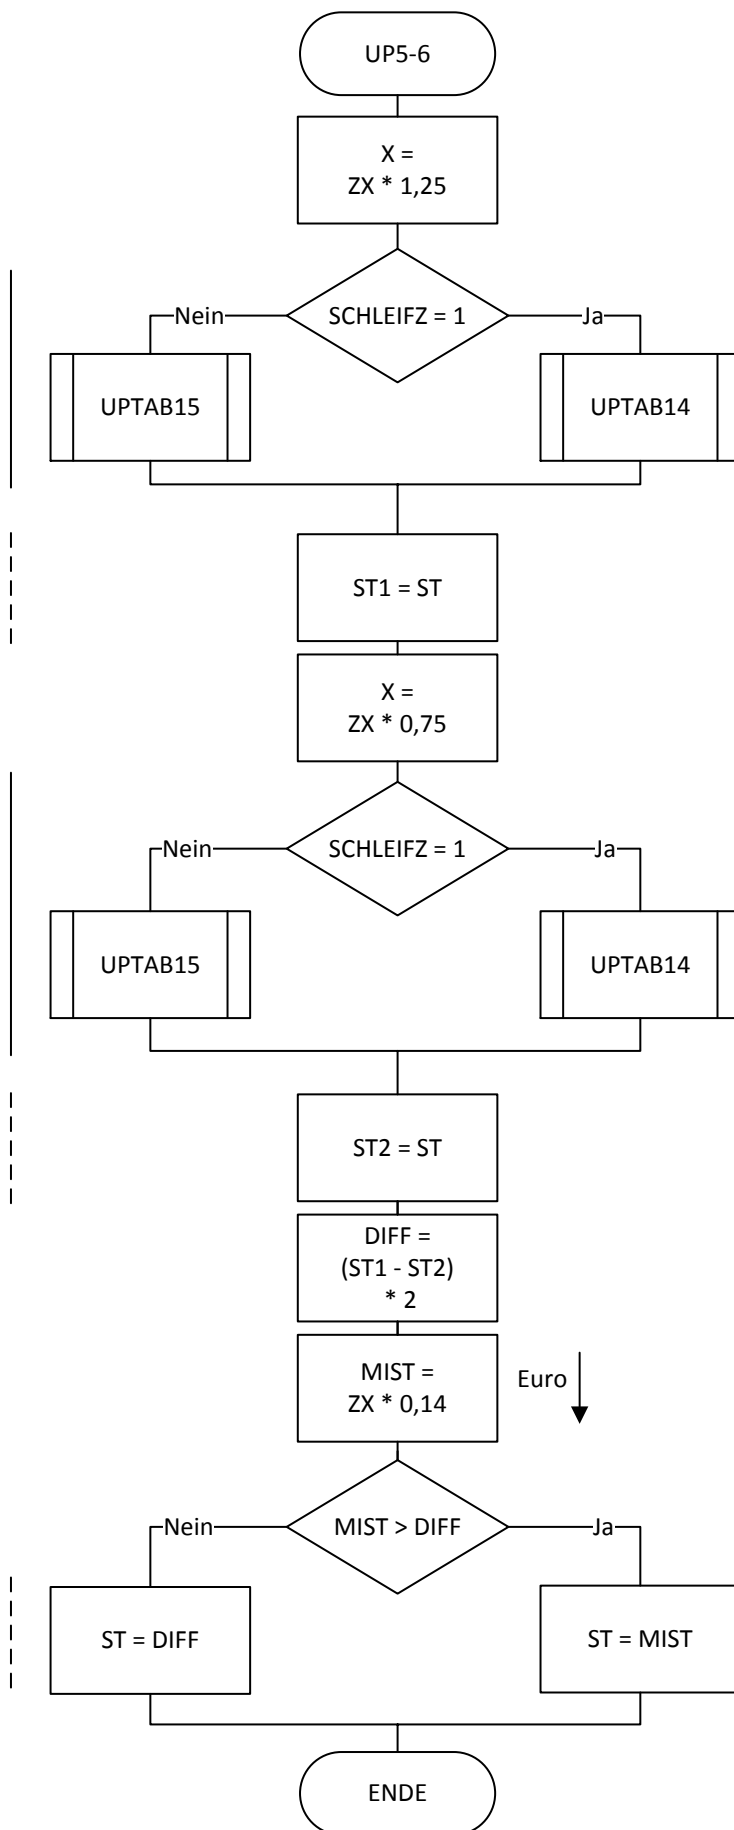 UP5-6
X =
ZX * 1,25
Nein
SCHLEIFZ = 1
Ja
UPTAB15
UPTAB14
ST1 = ST
X =
ZX * 0,75
Nein
SCHLEIFZ = 1
Ja
UPTAB15
UPTAB14
ST2 = ST
DIFF =
(ST1 - ST2)
* 2
MIST =
ZX * 0,14
Euro
Nein
MIST > DIFF
Ja
ST = DIFF
ST = MIST
ENDE